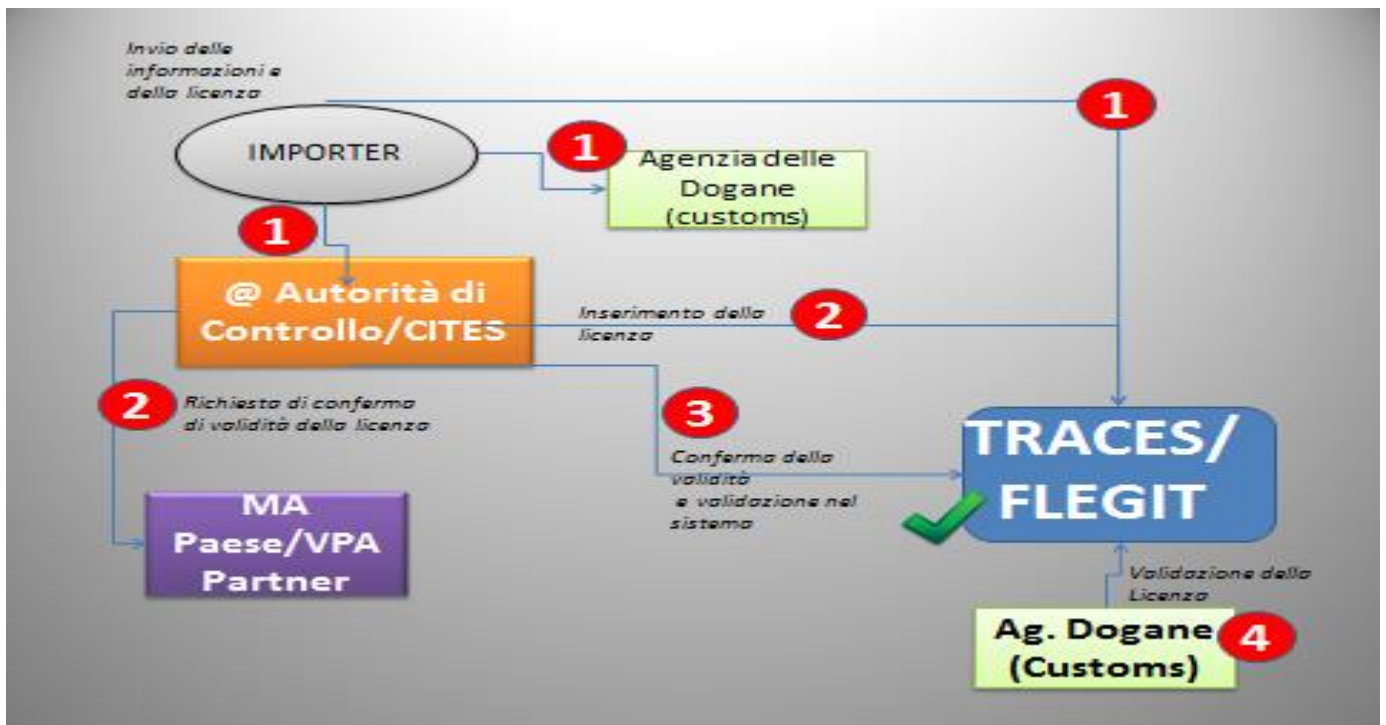 Invio delle
informazioni e
della licenza
1
IMPORTER
1
Agenzia delle
Dogane
(customs)
1
@ Autorità di
Controllo/CITES
Inserimento della
licenza
2
2
Richiesta di conferma
di validità della licenza
3
Conferma della
validità
e validazione nel
sistema
TRACES/
FLEGIT
MA
Paese/VPA
Partner
Validazione della
Licenza
Ag. Dogane
(Customs)
4